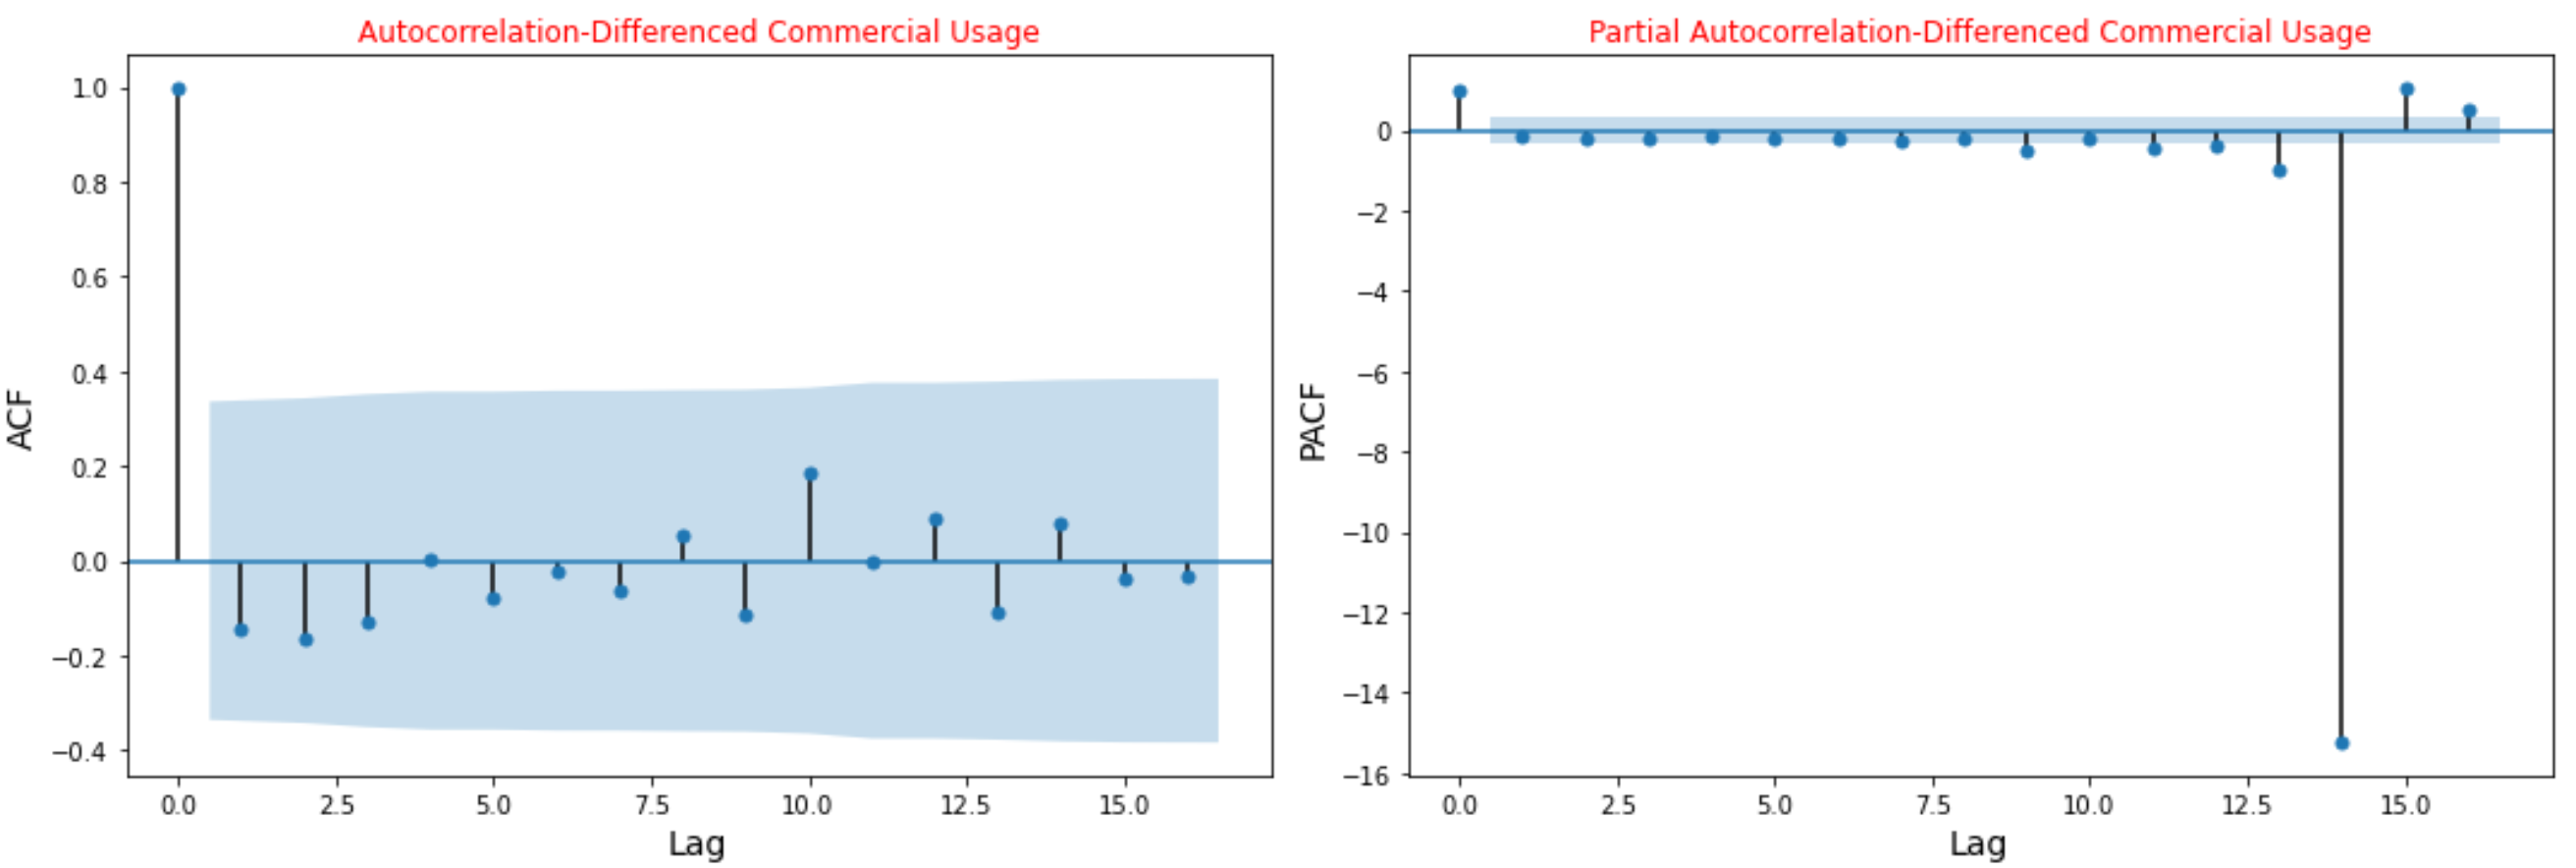 Autocorrelation-Differenced Commercial Usage
1.0
0.8
0.6
0.4
0.2
0.0
−0.2
−0.4
ACF
0.0 2.5 5.0 7.5 10.0 12.5 15.0
Lag
Partial Autocorrelation-Differenced Commercial Usage
0
−2
−4
−6
−8
−10
−12
−14
−16
PACF
0.0 2.5 5.0 7.5 10.0 12.5 15.0
Lag